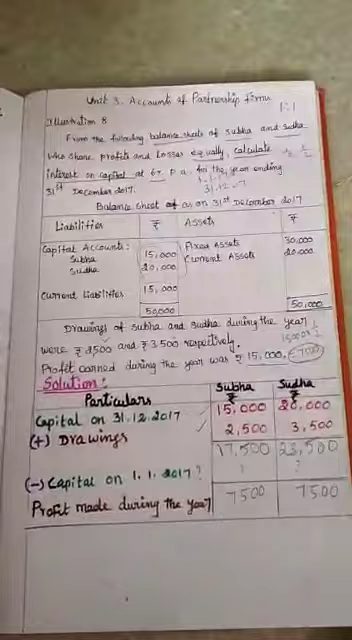 Unit 3. Accounts of Partnership firms
1:1
Illustration 8
From the following balance sheets of Subha and Sudha
who share profits and losses equally, calculate
interest on capital at 6% p.a. for the year ending
31st December 2017.
Balance sheet of as on 31st December 2017
Liabilities ₹ Assets ₹
Capital Accounts: Fixed Assets 30,000
Subha 15,000 Current Assets 20,000
Sudha 20,000
Current Liabilities 15,000
50,000 50,000
Drawings of subha and sudha during the year
were ₹ 2,500 and ₹ 3,500 respectively.
Profit earned during the year was ₹ 15,000.
Solution:
Particulars Subha ₹ Sudha ₹
Capital on 31.12.2017 15,000 20,000
(+) Drawings 2,500 3,500
17,500 23,500
(-) Capital on 1.1.2017? ? ?
Profit made during the year 7500 7500